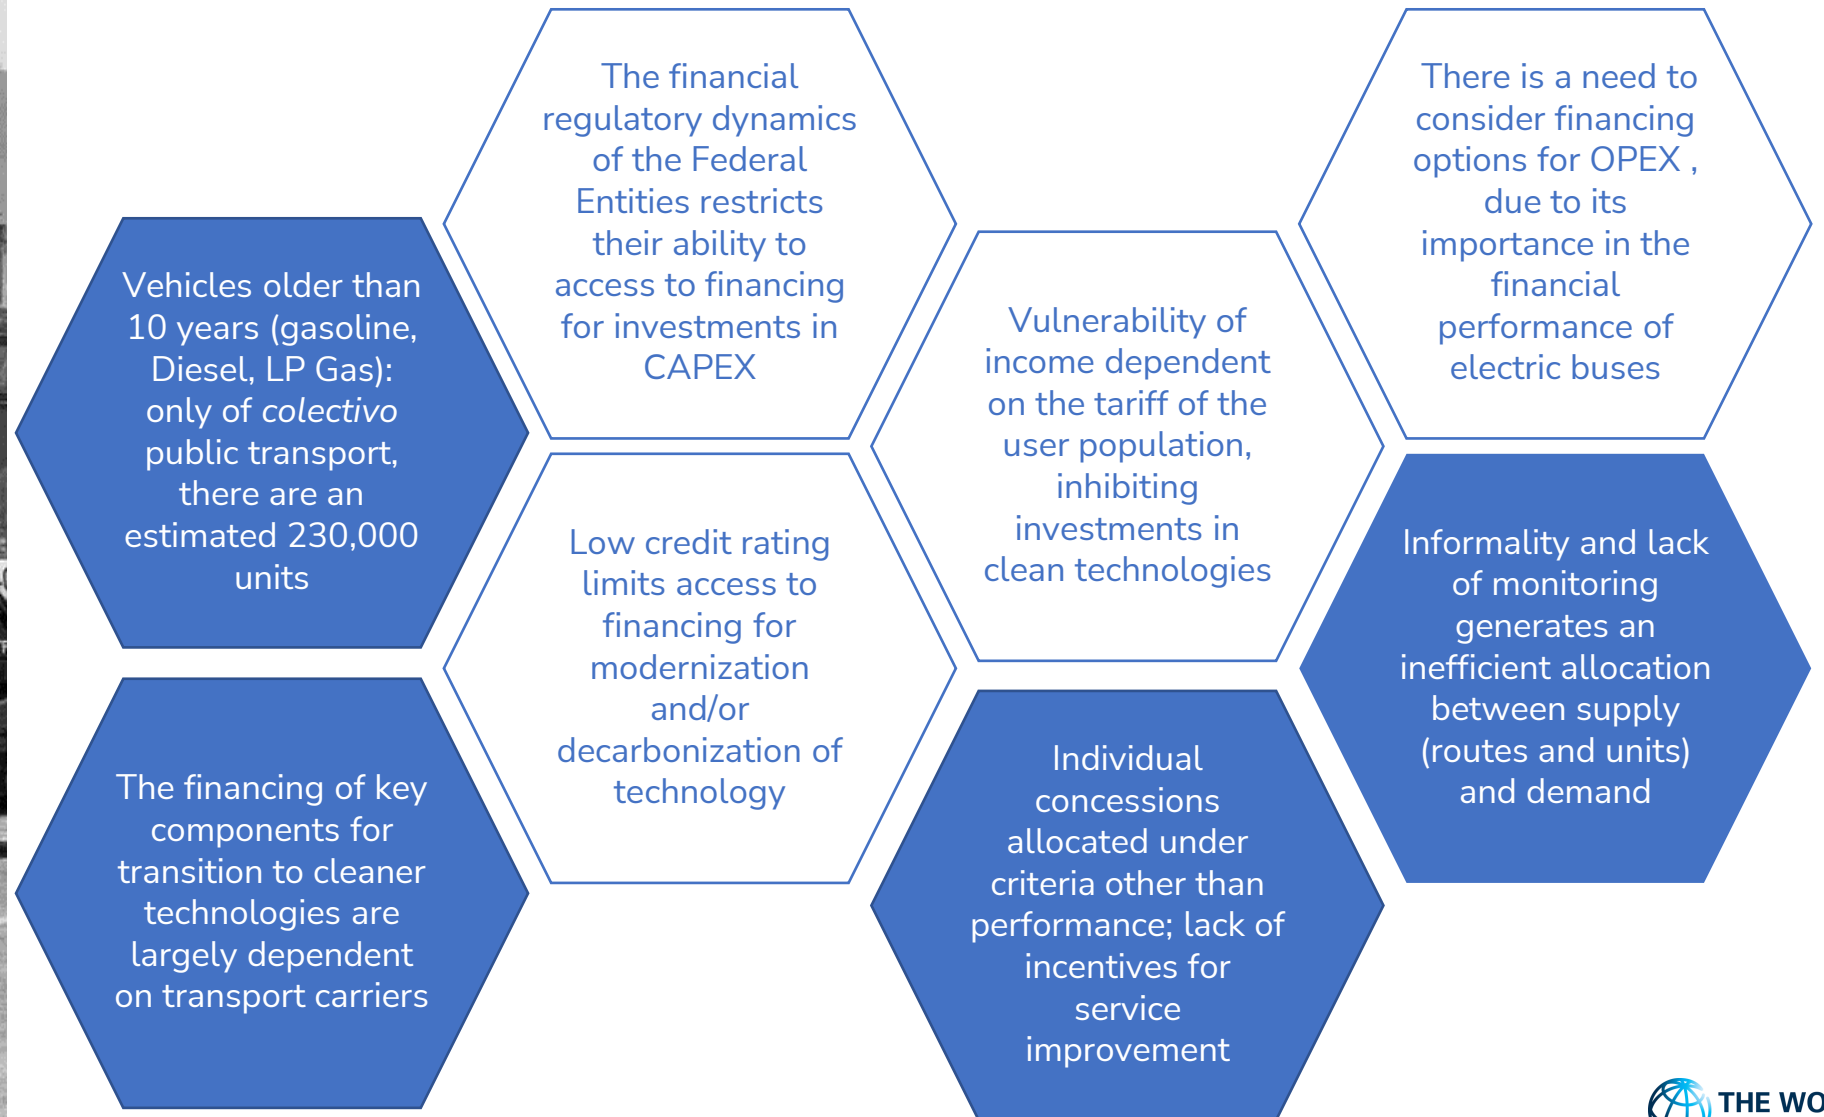 Vehicles older than
10 years (gasoline,
Diesel, LP Gas):
only of colectivo
public transport,
there are an
estimated 230,000
units
The financing of key
components for
transition to cleaner
technologies are
largely dependent
on transport carriers
The financial
regulatory dynamics
of the Federal
Entities restricts
their ability to
access to financing
for investments in
CAPEX
Low credit rating
limits access to
financing for
modernization
and/or
decarbonization of
technology
Vulnerability of
income dependent
on the tariff of the
user population,
inhibiting
investments in
clean technologies
Individual
concessions
allocated under
criteria other than
performance; lack of
incentives for
service
improvement
There is a need to
consider financing
options for OPEX ,
due to its
importance in the
financial
performance of
electric buses
Informality and lack
of monitoring
generates an
inefficient allocation
between supply
(routes and units)
and demand
THE WO